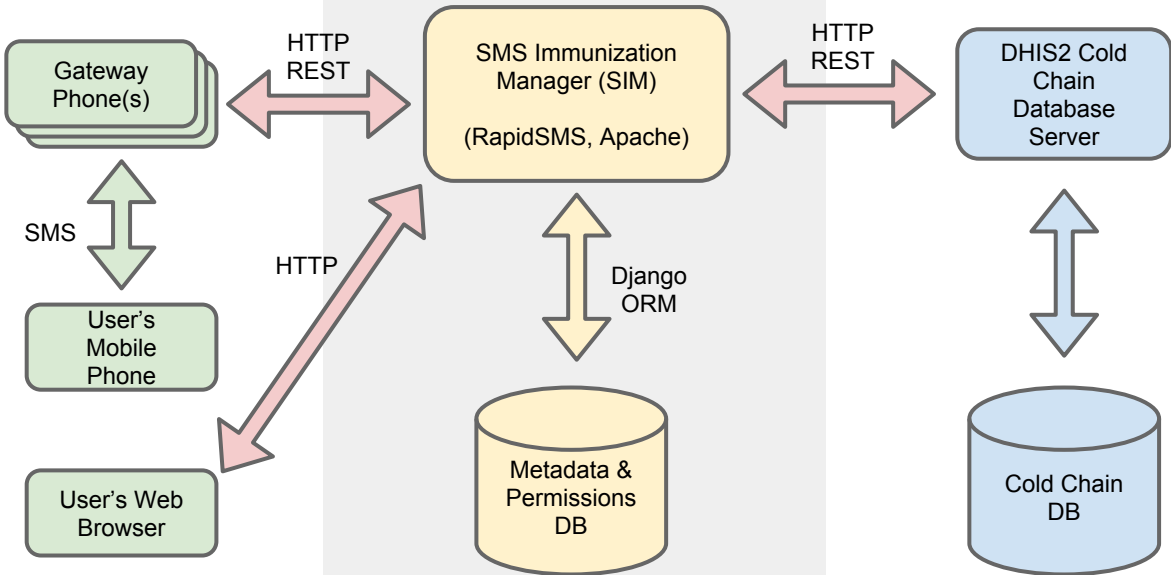 Gateway
Phone(s)
HTTP
REST
SMS Immunization
Manager (SIM)
(RapidSMS, Apache)
HTTP
REST
DHIS2 Cold
Chain
Database
Server
SMS
HTTP
Django
ORM
User's
Mobile
Phone
User's Web
Browser
Metadata &
Permissions
DB
Cold Chain
DB